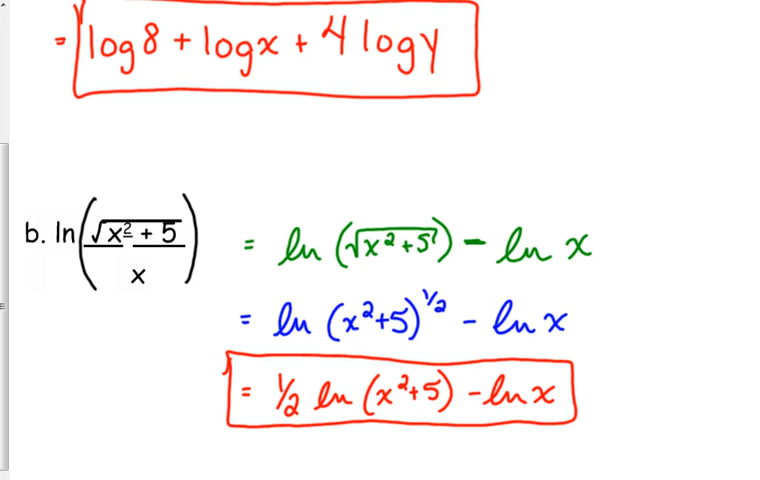 = log 8 + log x + 4 log y
b. ln(√(x² + 5) / x) = ln (√(x² + 5)) - ln x
= ln (x² + 5)^1/2 - ln x
= 1/2 ln (x² + 5) - ln x